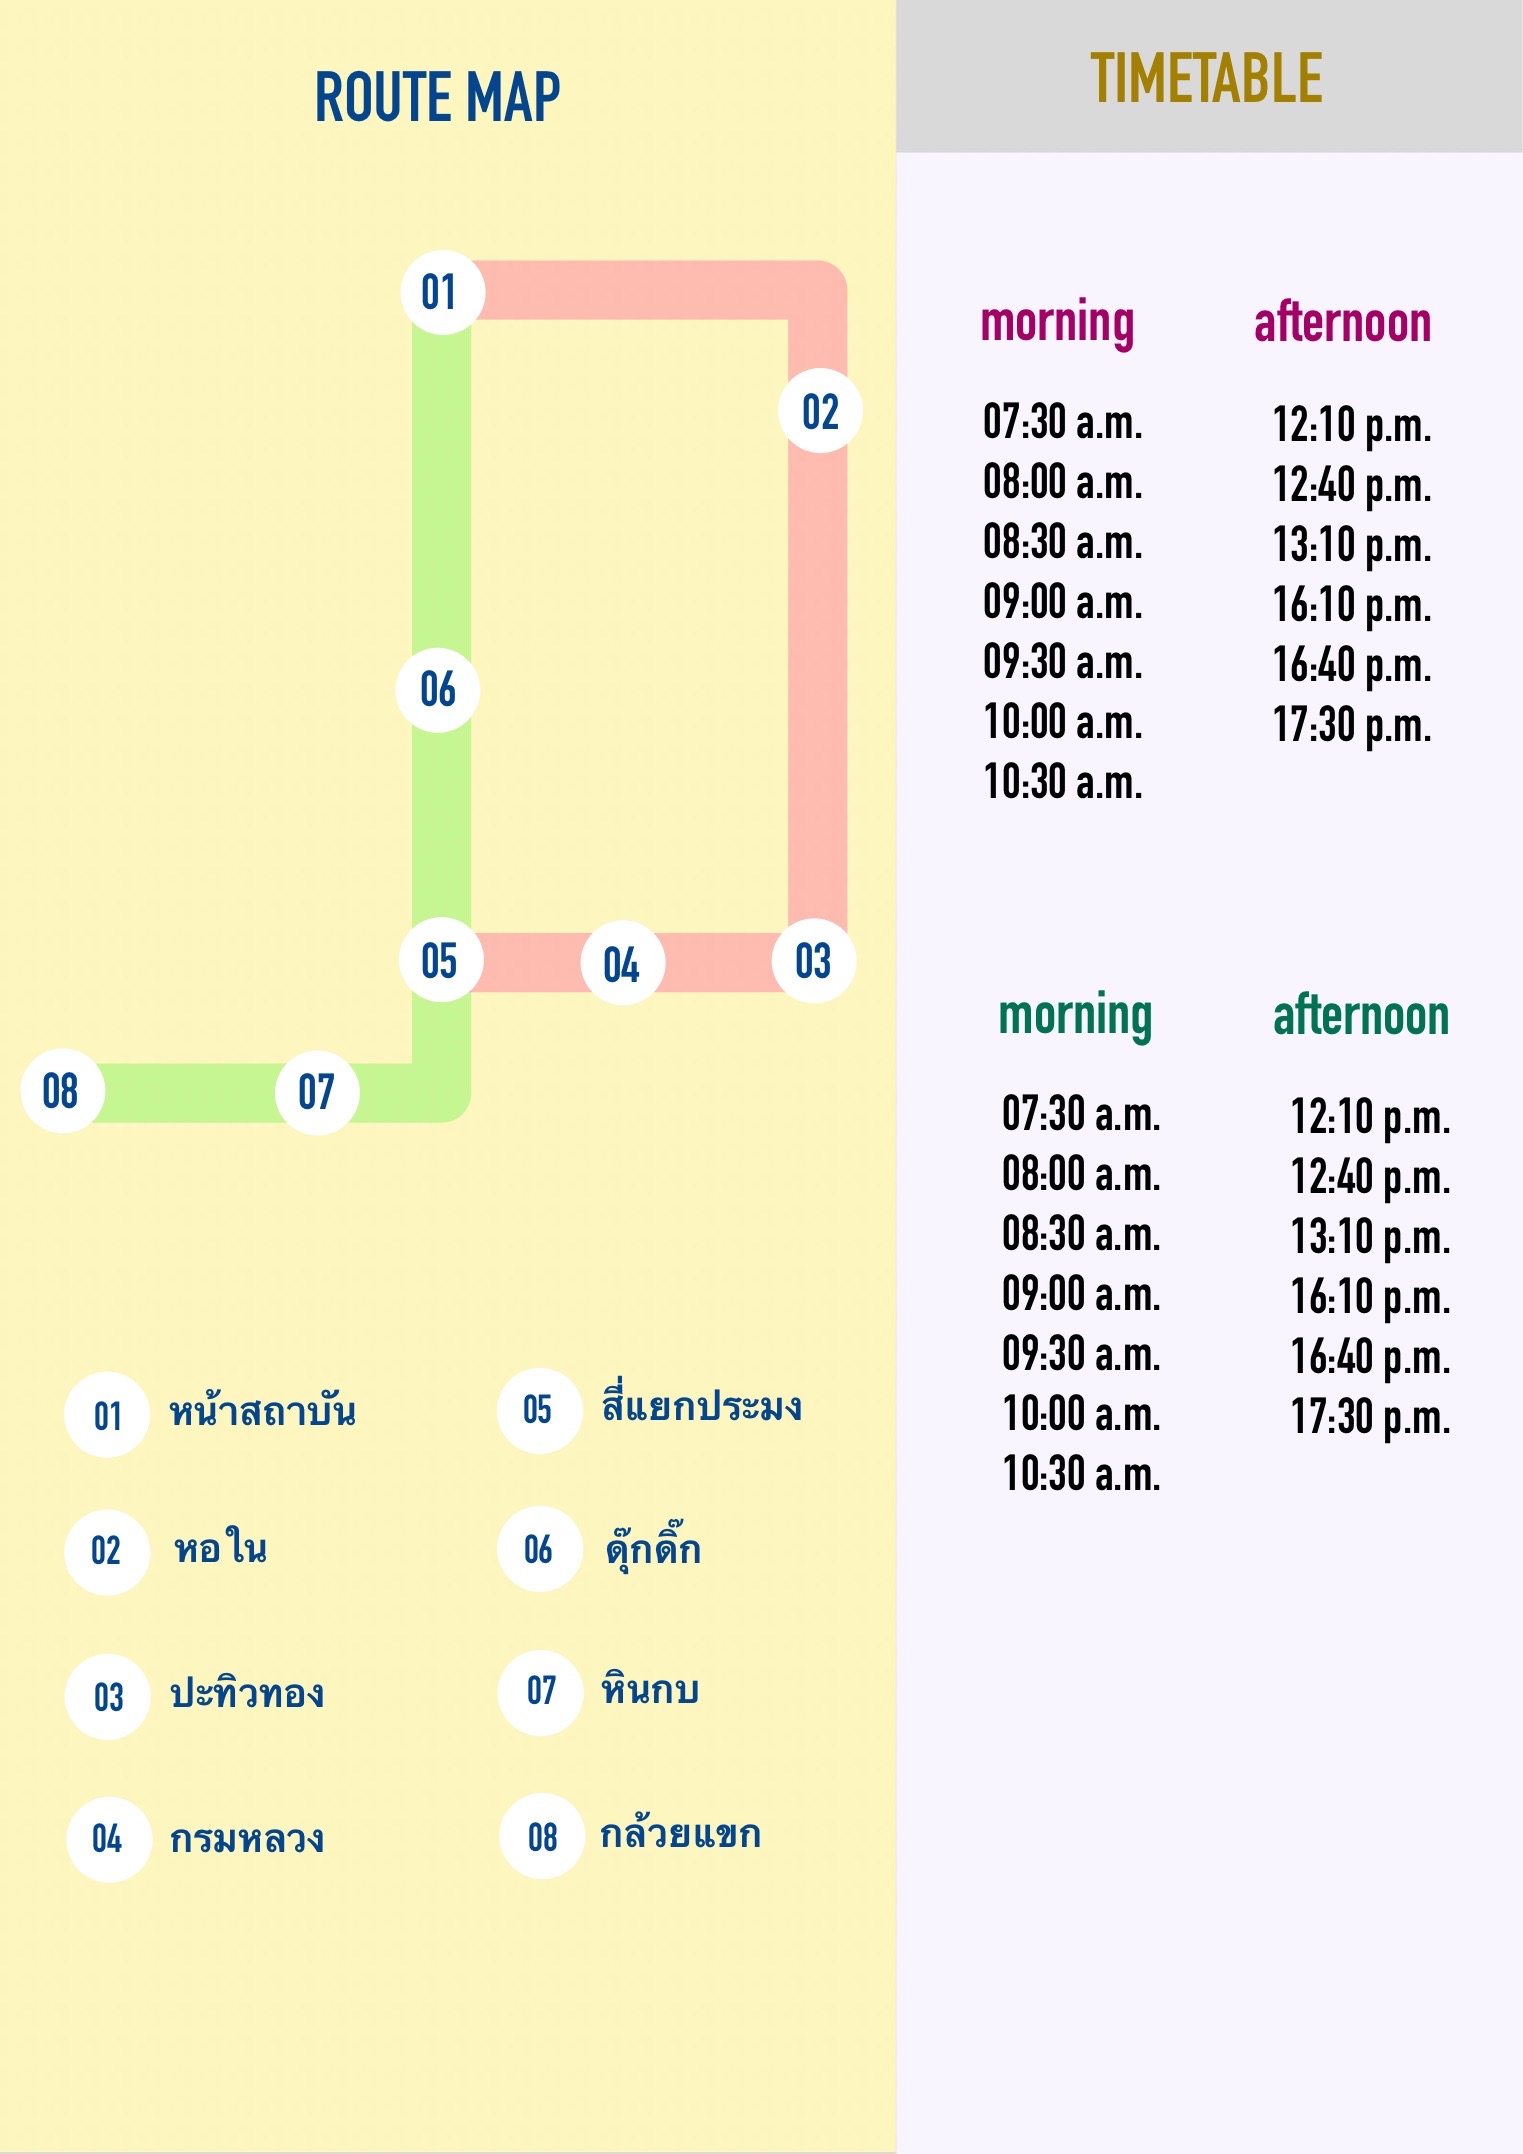 ROUTE MAP
01
02
06
05
04
03
08
07
01 หน้าสถาบัน
05 สี่แยกประมง
02 หอใน
06 ดุ๊กดิ๊ก
03 ปะทิวทอง
07 หินกบ
04 กรมหลวง
08 กล้วยแขก
TIMETABLE
morning afternoon
07:30 a.m. 12:10 p.m.
08:00 a.m. 12:40 p.m.
08:30 a.m. 13:10 p.m.
09:00 a.m. 16:10 p.m.
09:30 a.m. 16:40 p.m.
10:00 a.m. 17:30 p.m.
10:30 a.m.
morning afternoon
07:30 a.m. 12:10 p.m.
08:00 a.m. 12:40 p.m.
08:30 a.m. 13:10 p.m.
09:00 a.m. 16:10 p.m.
09:30 a.m. 16:40 p.m.
10:00 a.m. 17:30 p.m.
10:30 a.m.